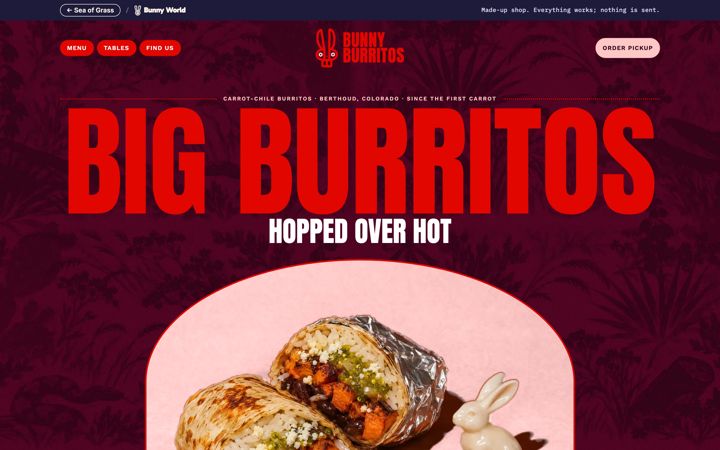 ← Sea of Grass / Bunny World
Made-up shop. Everything works; nothing is sent.
MENU TABLES FIND US
BUNNY
BURRITOS
ORDER PICKUP
CARROT-CHILE BURRITOS · BERTHOUD, COLORADO · SINCE THE FIRST CARROT
BIG BURRITOS
HOPPED OVER HOT